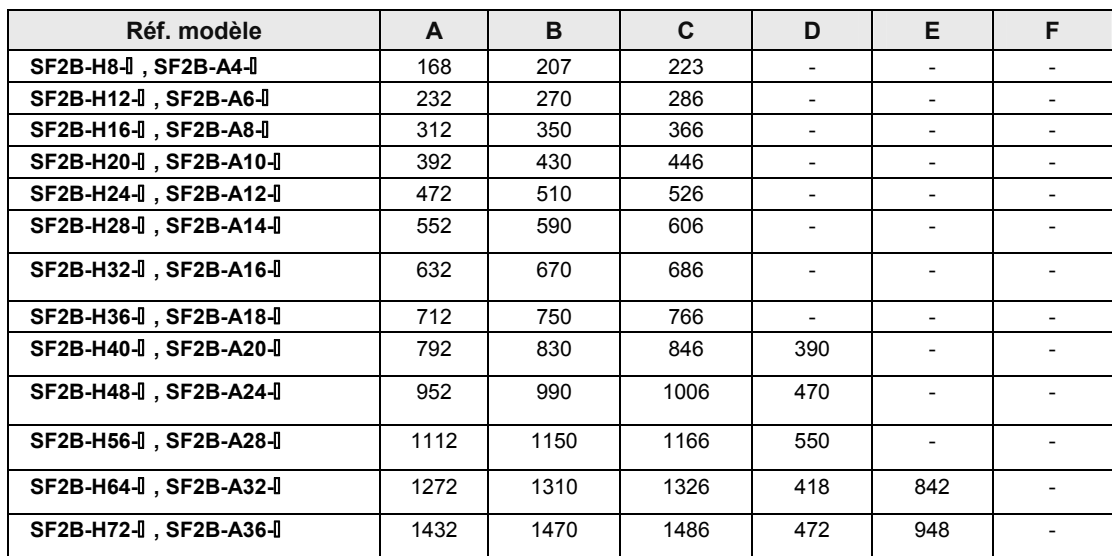 Réf. modèle A B C D E F
SF2B-H8-▯ , SF2B-A4-▯ 168 207 223 - - -
SF2B-H12-▯ , SF2B-A6-▯ 232 270 286 - - -
SF2B-H16-▯ , SF2B-A8-▯ 312 350 366 - - -
SF2B-H20-▯ , SF2B-A10-▯ 392 430 446 - - -
SF2B-H24-▯ , SF2B-A12-▯ 472 510 526 - - -
SF2B-H28-▯ , SF2B-A14-▯ 552 590 606 - - -
SF2B-H32-▯ , SF2B-A16-▯ 632 670 686 - - -
SF2B-H36-▯ , SF2B-A18-▯ 712 750 766 - - -
SF2B-H40-▯ , SF2B-A20-▯ 792 830 846 390 - -
SF2B-H48-▯ , SF2B-A24-▯ 952 990 1006 470 - -
SF2B-H56-▯ , SF2B-A28-▯ 1112 1150 1166 550 - -
SF2B-H64-▯ , SF2B-A32-▯ 1272 1310 1326 418 842 -
SF2B-H72-▯ , SF2B-A36-▯ 1432 1470 1486 472 948 -